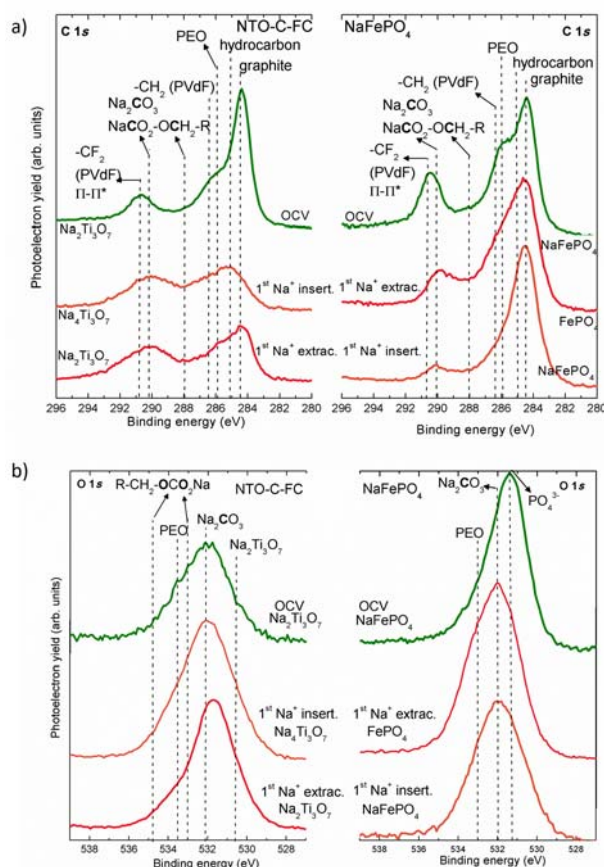 a)
C 1s
NTO-C-FC
PEO
hydrocarbon
graphite
-CH2 (PVdF)
Na2CO3
NaCO2-OCH2-R
-CF2
(PVdF)
Π-Π*
OCV
Na2Ti3O7
1st Na+ insert.
Na4Ti3O7
Na2Ti3O7
1st Na+ extrac.
296 294 292 290 288 286 284 282 280
Binding energy (eV)
Photoelectron yield (arb. units)
NaFePO4
C 1s
PEO
hydrocarbon
graphite
-CH2 (PVdF)
Na2CO3
NaCO2-OCH2-R
-CF2
(PVdF)
Π-Π*
OCV
NaFePO4
1st Na+ extrac.
FePO4
1st Na+ insert.
NaFePO4
296 294 292 290 288 286 284 282 280
Binding energy (eV)
b)
O 1s
R-CH2-OCO2Na
NTO-C-FC
PEO
Na2CO3
Na2Ti3O7
OCV
Na2Ti3O7
1st Na+ insert.
Na4Ti3O7
1st Na+ extrac.
Na2Ti3O7
538 536 534 532 530 528
Binding energy (eV)
Photoelectron yield (arb. units)
NaFePO4
Na2CO3
O 1s
PO4 3-
PEO
OCV
NaFePO4
1st Na+ extrac.
FePO4
1st Na+ insert.
NaFePO4
538 536 534 532 530 528
Binding energy (eV)